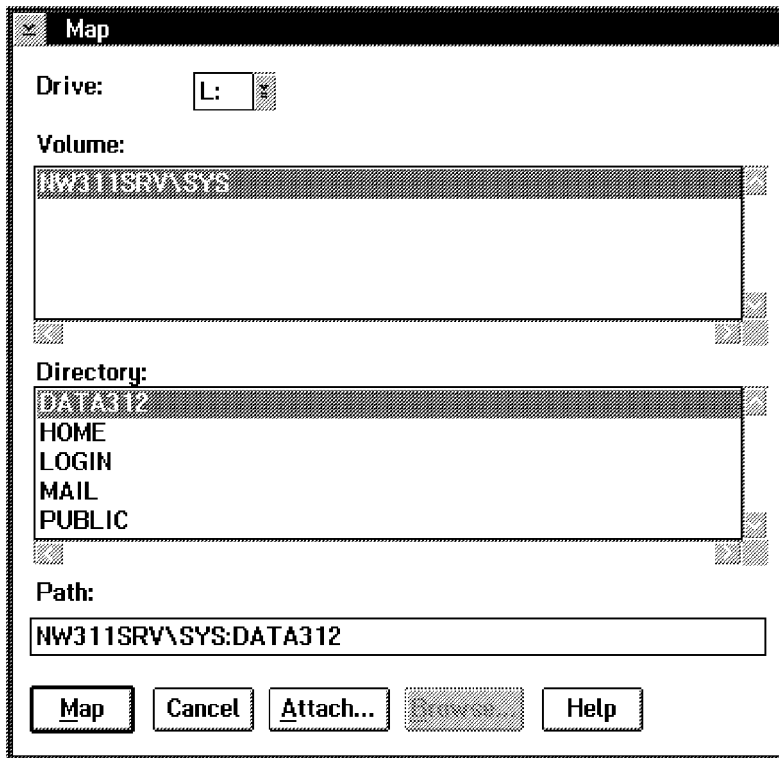 Map
Drive: L:
Volume:
NW311SRV\SYS
Directory:
DATA312
HOME
LOGIN
MAIL
PUBLIC
Path:
NW311SRV\SYS:DATA312
Map Cancel Attach... Browse... Help